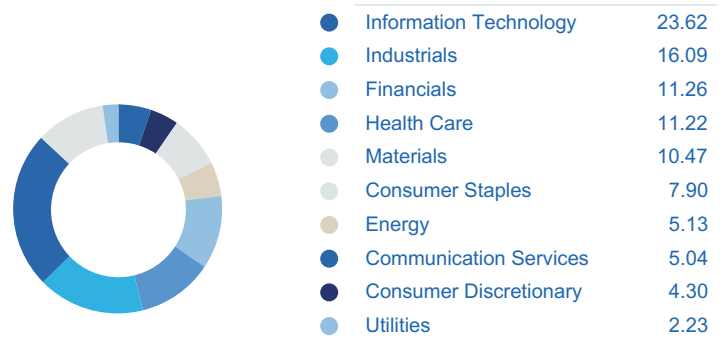 Information Technology 23.62
Industrials 16.09
Financials 11.26
Health Care 11.22
Materials 10.47
Consumer Staples 7.90
Energy 5.13
Communication Services 5.04
Consumer Discretionary 4.30
Utilities 2.23